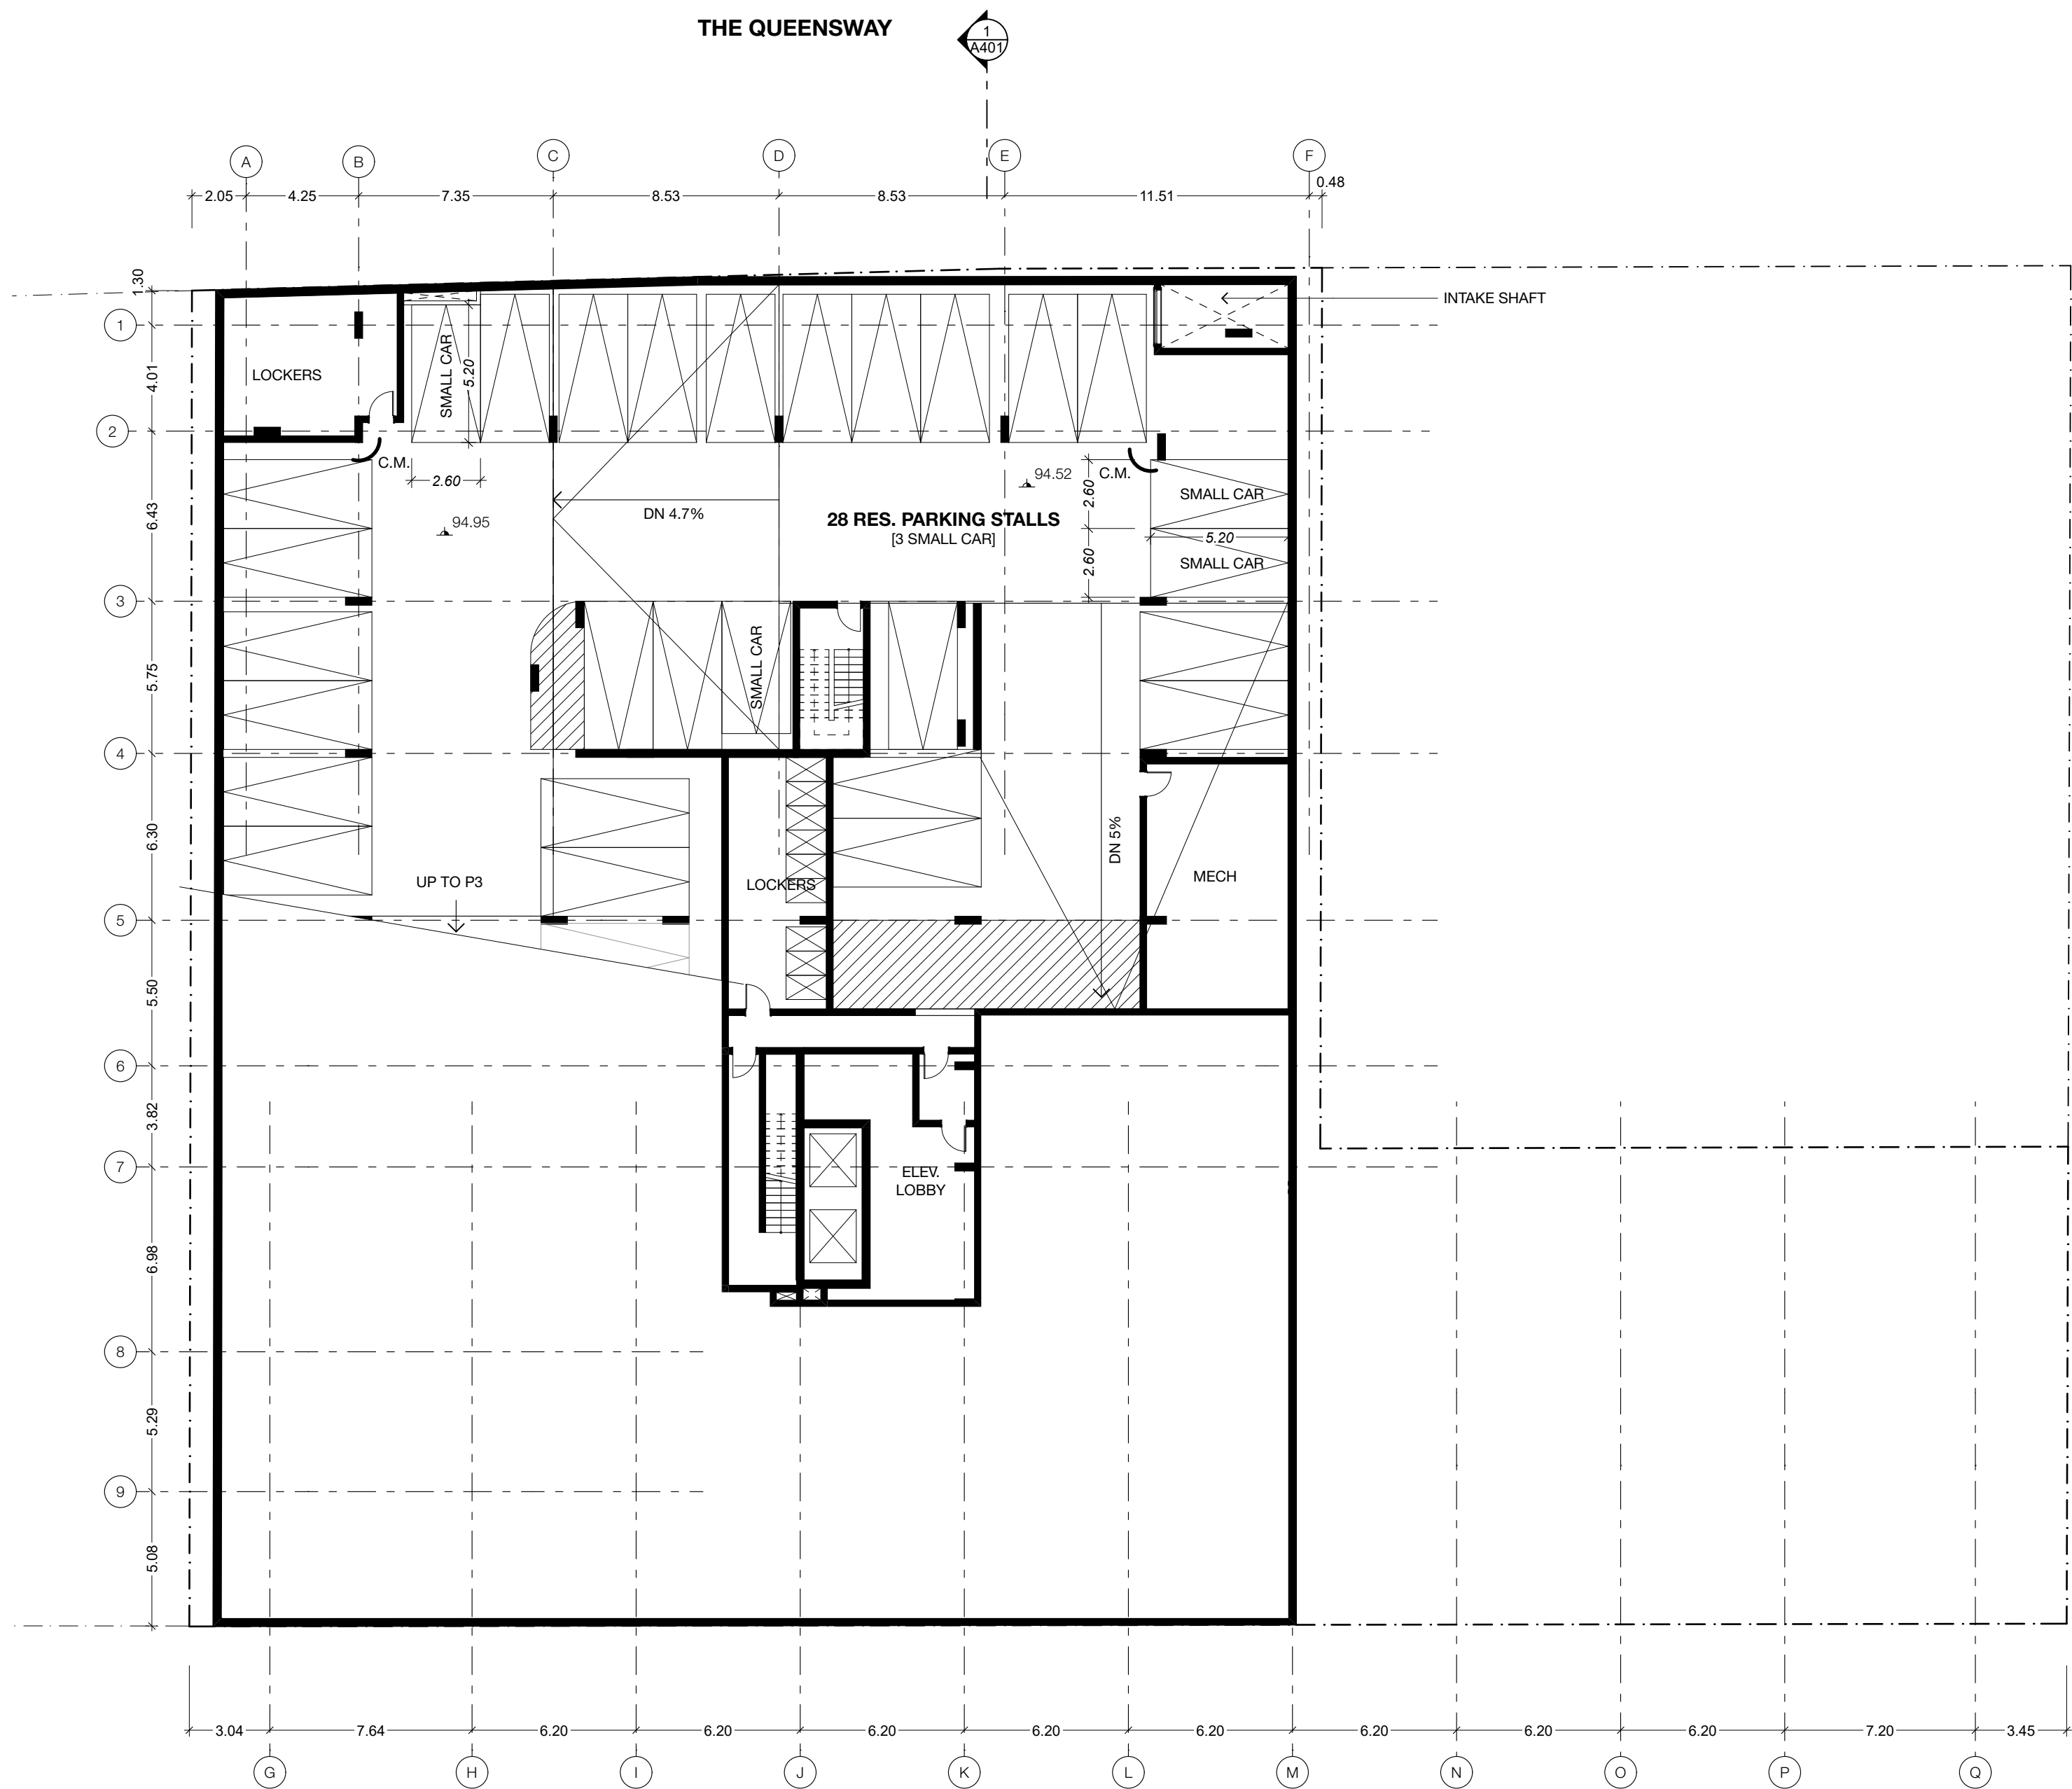 THE QUEENSWAY
1
A401
A
B
C
D
E
F
2.05
4.25
7.35
8.53
8.53
11.51
0.48
1.30
INTAKE SHAFT
1
LOCKERS
SMALL CAR
5.20
4.01
2
C.M.
2.60
94.95
DN 4.7%
94.52
C.M.
2.60
SMALL CAR
6.43
28 RES. PARKING STALLS
[3 SMALL CAR]
5.20
2.60
SMALL CAR
3
5.75
SMALL CAR
4
6.30
UP TO P3
LOCKERS
DN 5%
MECH
5
5.50
6
3.82
7
ELEV.
LOBBY
6.98
8
5.29
9
5.08
3.04
7.64
6.20
6.20
6.20
6.20
6.20
6.20
6.20
6.20
7.20
3.45
G
H
I
J
K
L
M
N
O
P
Q